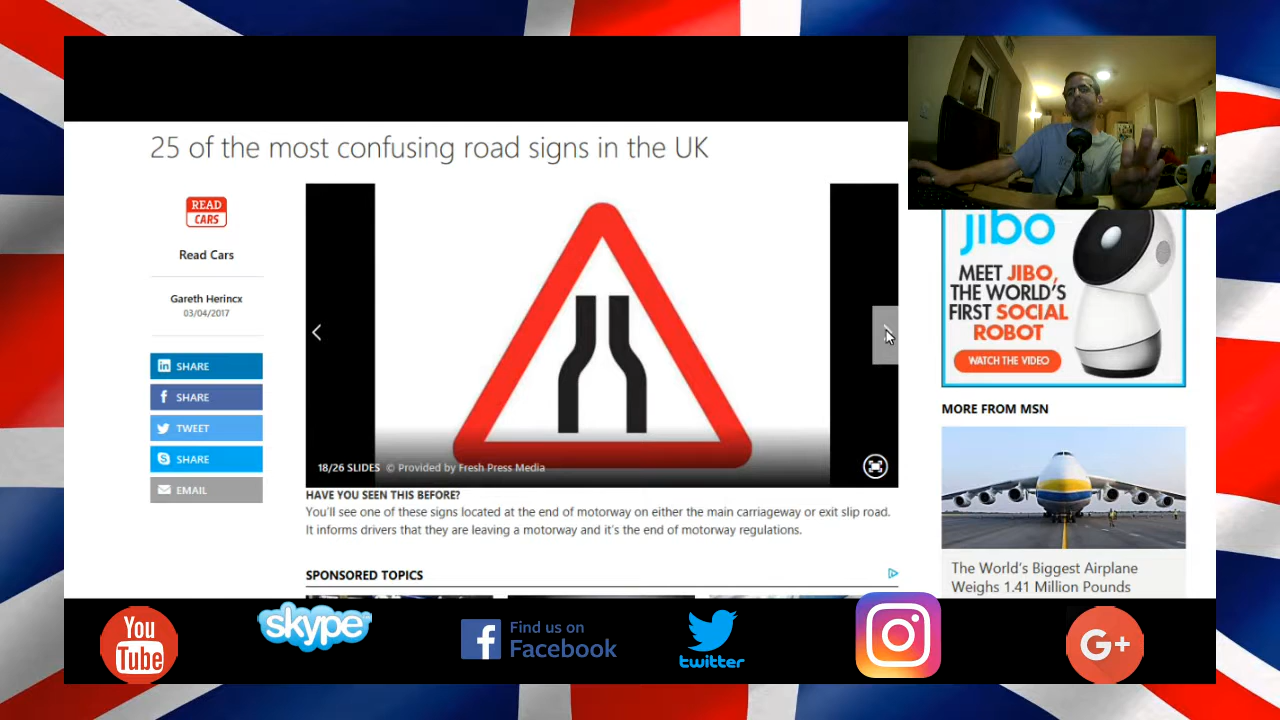 25 of the most confusing road signs in the UK
READ
CARS
Read Cars
Gareth Herincx
03/04/2017
SHARE
SHARE
TWEET
SHARE
EMAIL
18/26 SLIDES © Provided by Fresh Press Media
HAVE YOU SEEN THIS BEFORE?
You'll see one of these signs located at the end of motorway on either the main carriageway or exit slip road.
It informs drivers that they are leaving a motorway and it's the end of motorway regulations.
SPONSORED TOPICS
jibo
MEET JIBO,
THE WORLD'S
FIRST SOCIAL
ROBOT
WATCH THE VIDEO
MORE FROM MSN
The World's Biggest Airplane
Weighs 1.41 Million Pounds
You
Tube
skype
Find us on
Facebook
twitter
G+